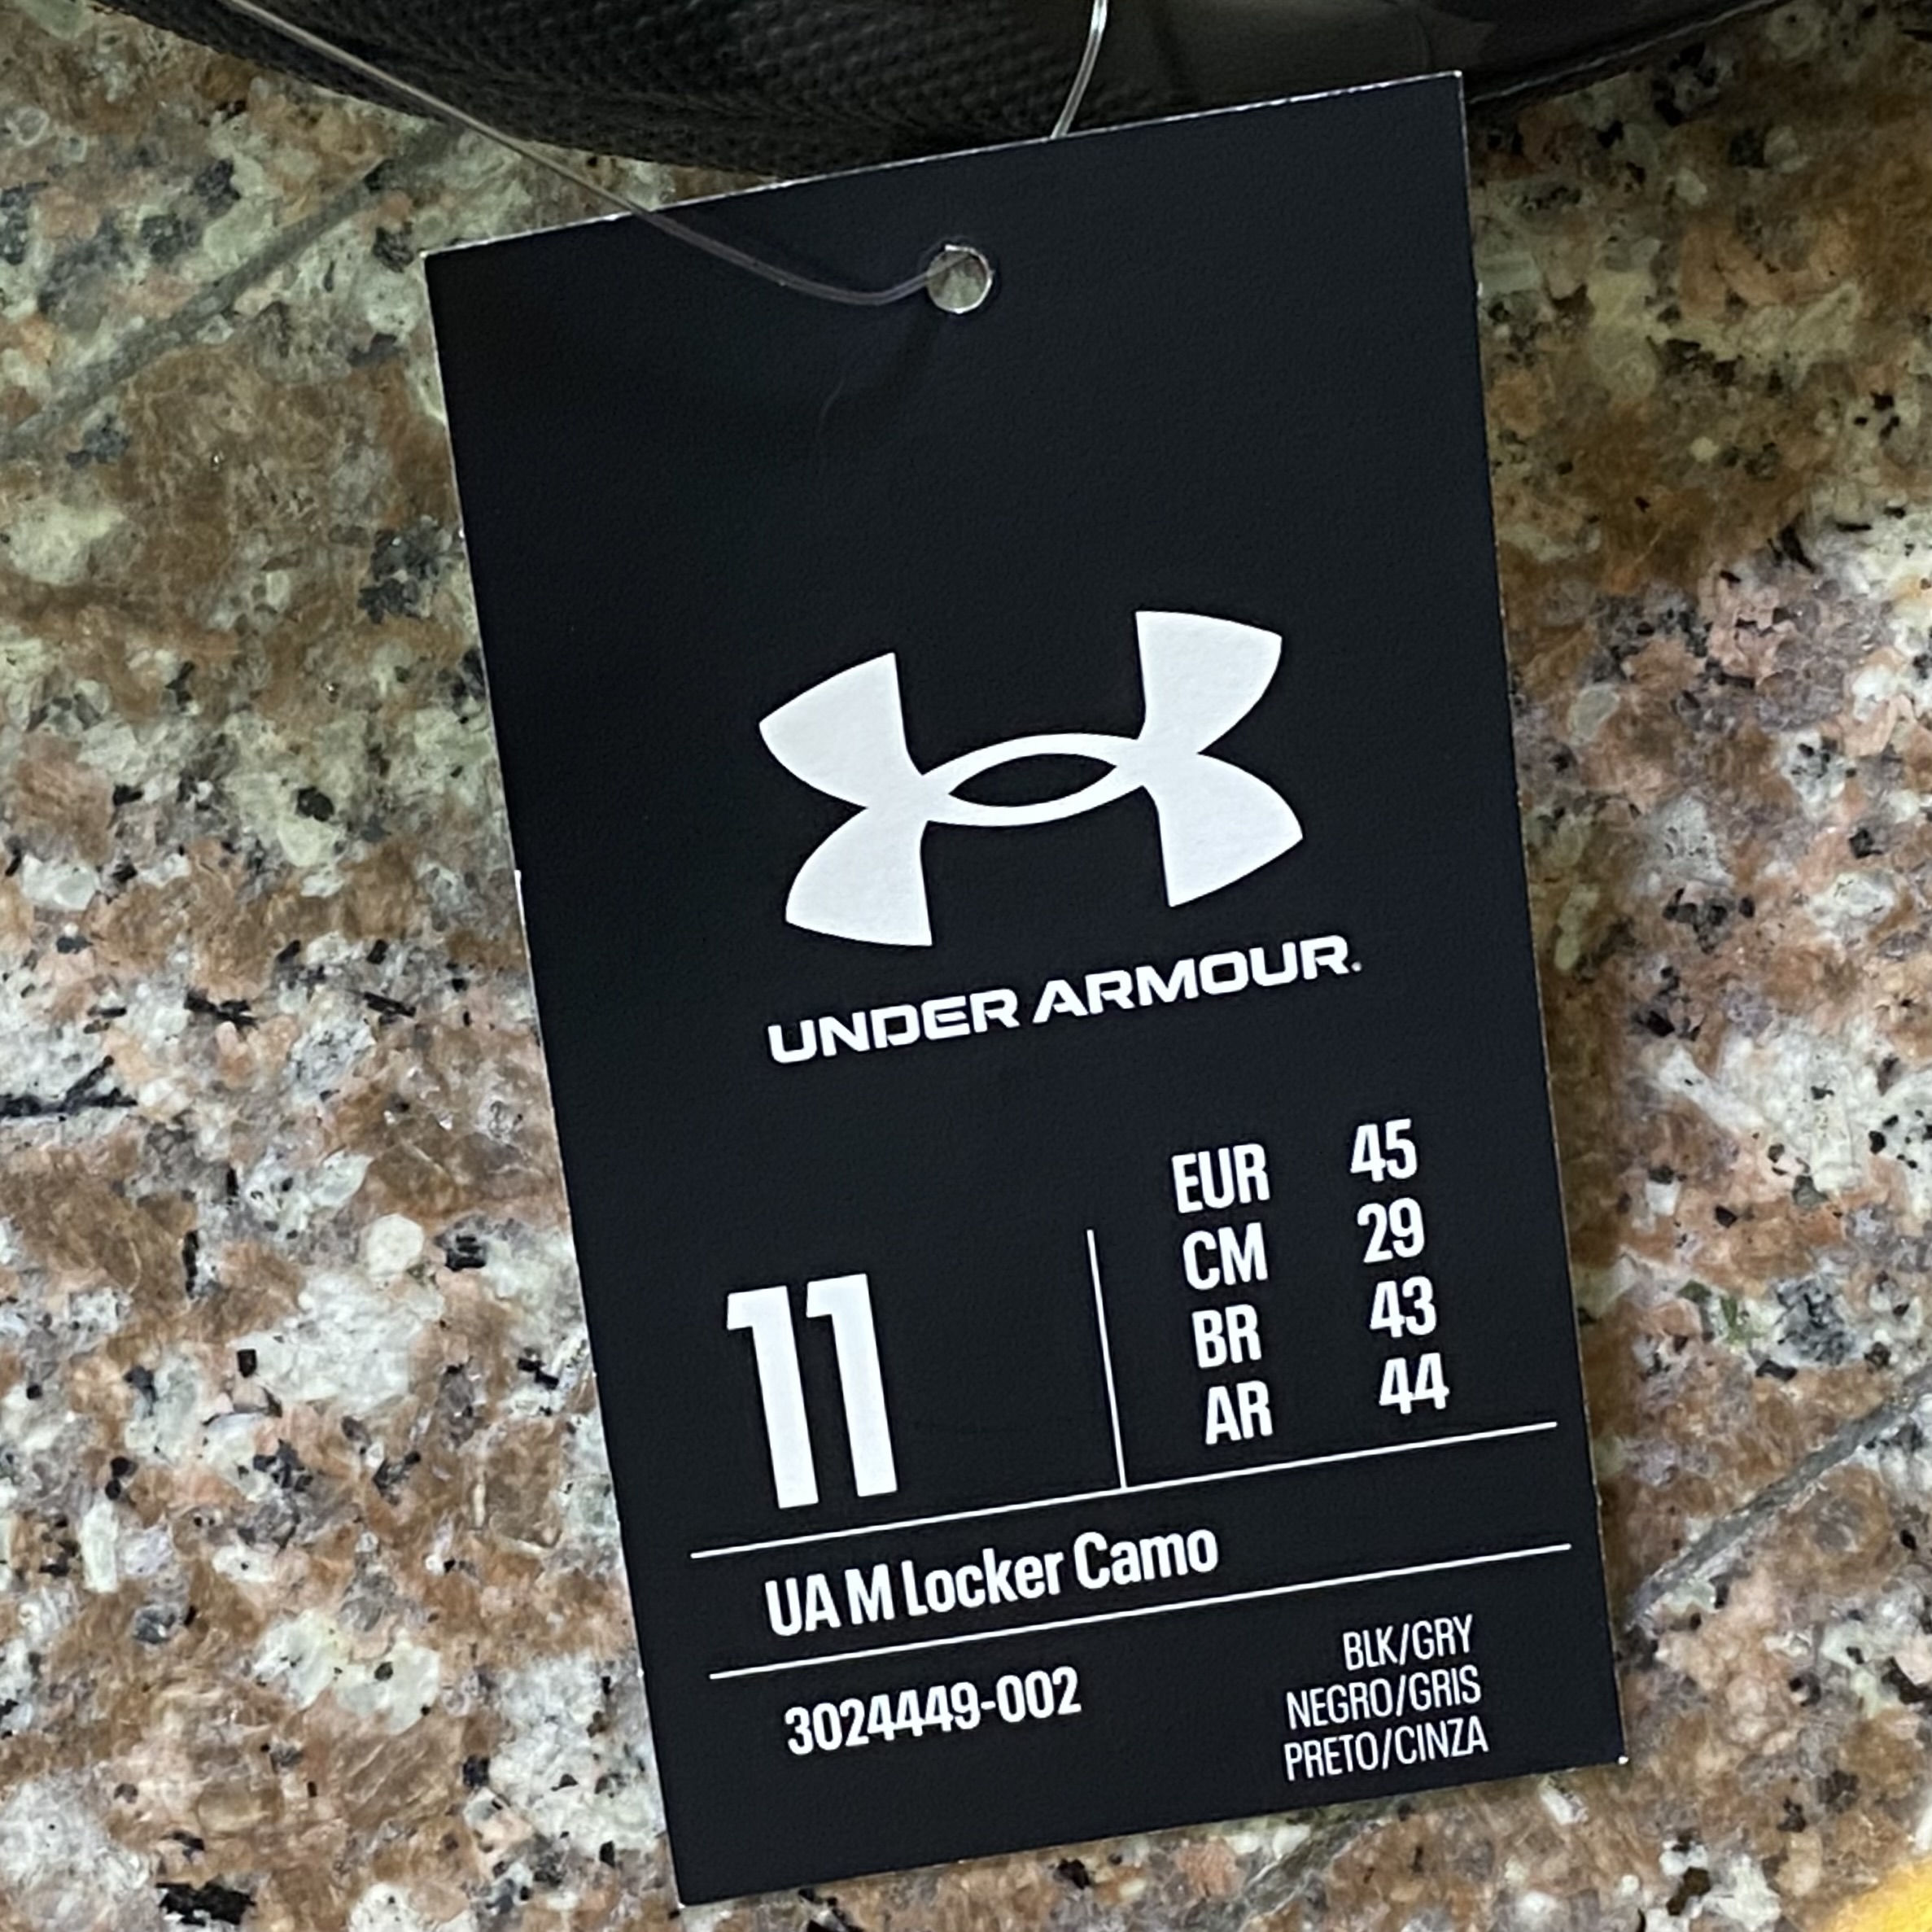 UNDER ARMOUR.
11
EUR 45
CM 29
BR 43
AR 44
UA M Locker Camo
3024449-002
BLK/GRY
NEGRO/GRIS
PRETO/CINZA